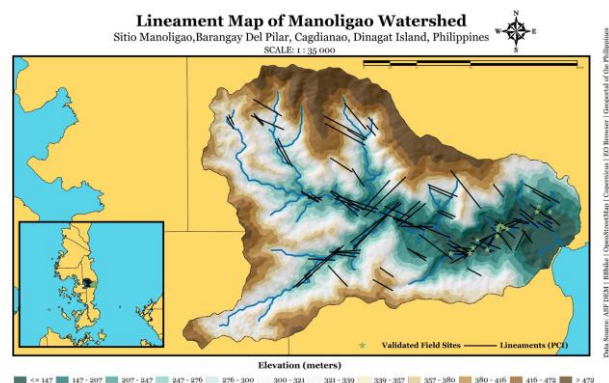 Lineament Map of Manoligao Watershed
Sitio Manoligao,Barangay Del Pilar, Cagdianao, Dinagat Island, Philippines
SCALE: 1 : 35 000
N
W E
S
Data Source: ASF DEM | BBbike | OpenStreetMap | Copernicus | EO Browser | Geoportal of the Philippines
Validated Field Sites Lineaments (PCI)
Elevation (meters)
<= 147 147 - 207 207 - 247 247 - 276 276 - 300 300 - 321 321 - 339 339 - 357 357 - 380 380 - 416 416 - 472 > 472